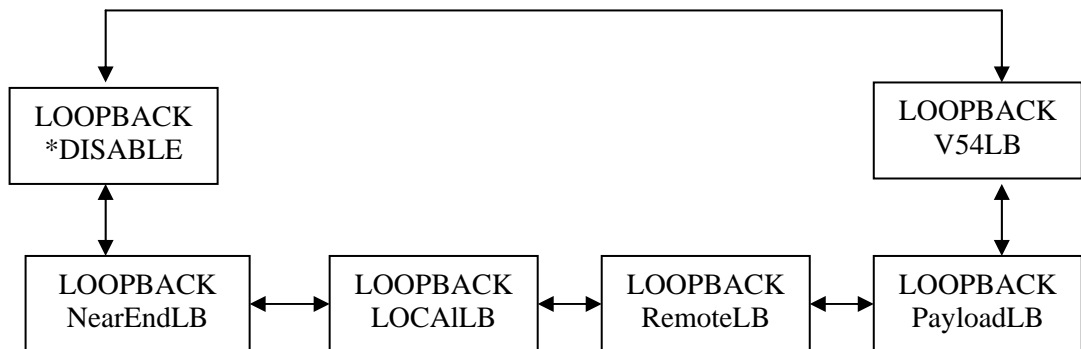 LOOPBACK
*DISABLE
LOOPBACK
V54LB
LOOPBACK
NearEndLB
LOOPBACK
LOCAlLB
LOOPBACK
RemoteLB
LOOPBACK
PayloadLB